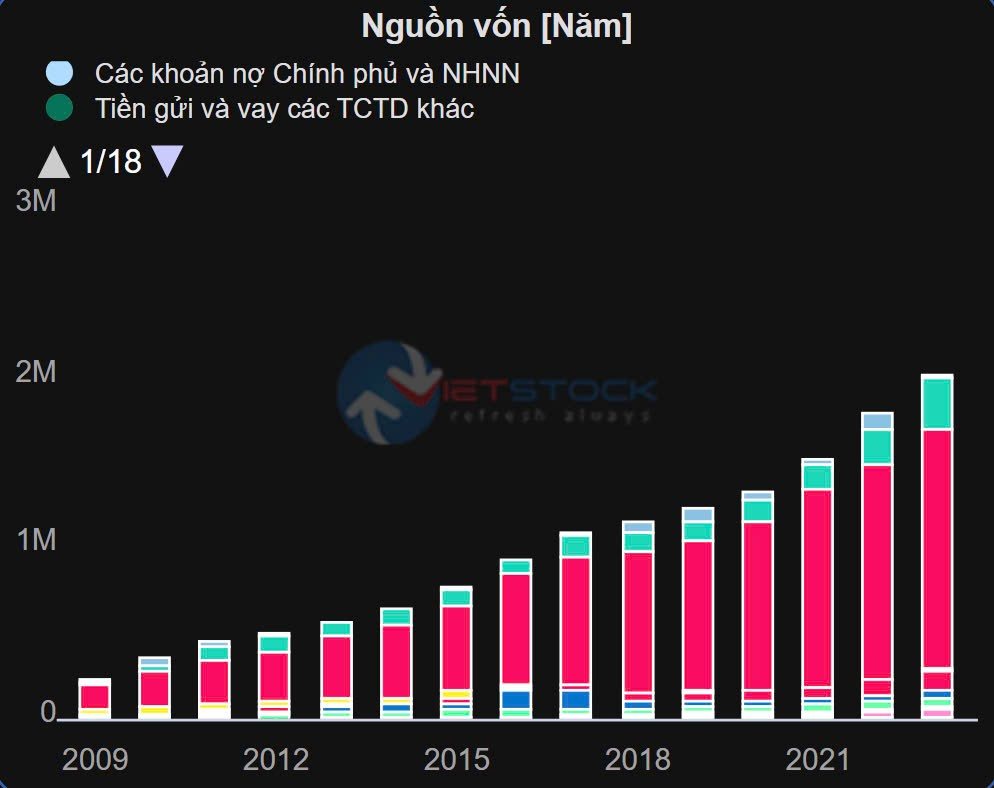 Nguồn vốn [Năm]
Các khoản nợ Chính phủ và NHNN
Tiền gửi và vay các TCTD khác
1/18
3M
2M
VIETSTOCK
refresh always
1M
0
2009 2012 2015 2018 2021